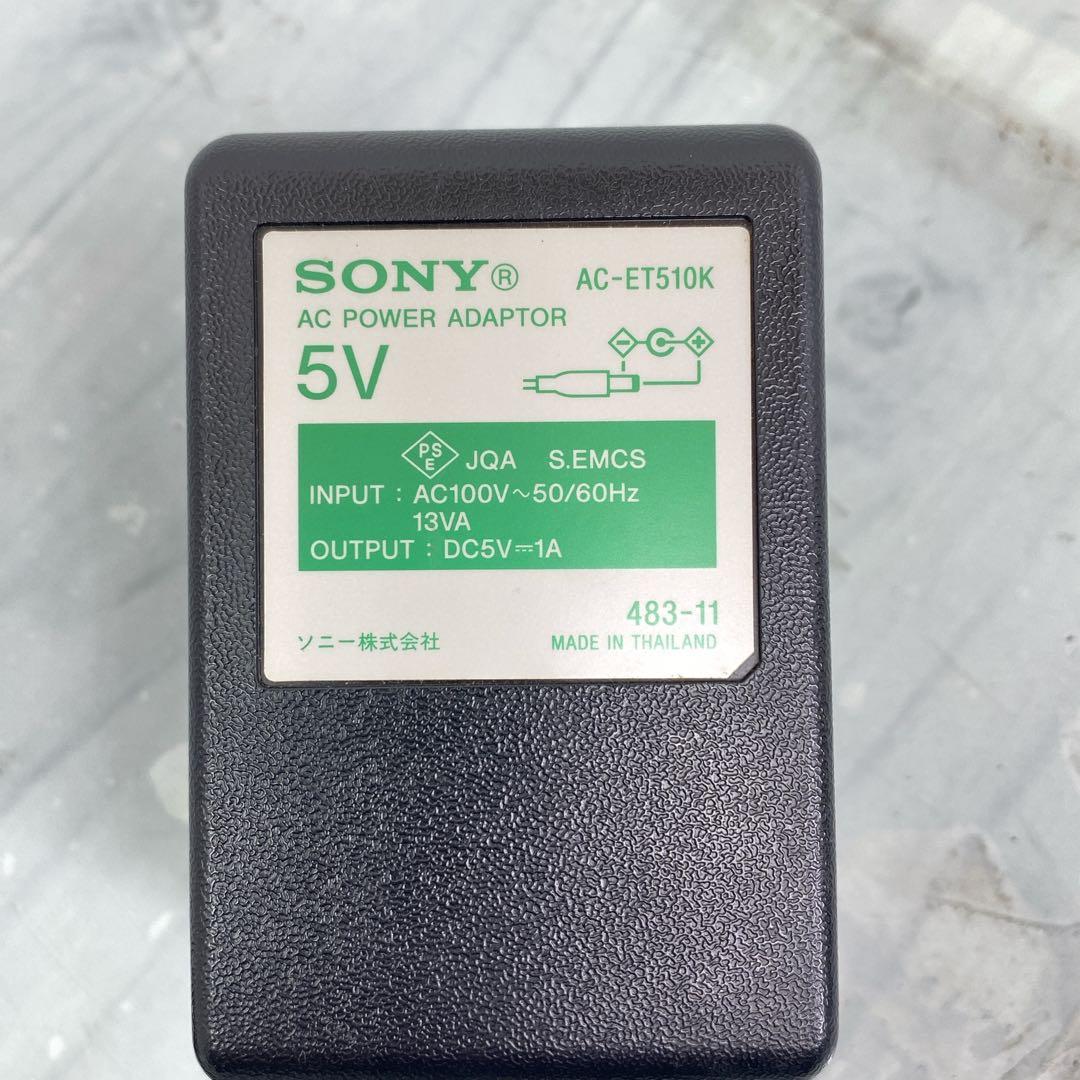 SONY® AC-ET510K
AC POWER ADAPTOR
5V
PSE JQA S.EMCS
INPUT : AC100V～50/60Hz
13VA
OUTPUT : DC5V⎓1A
483-11
ソニー株式会社 MADE IN THAILAND